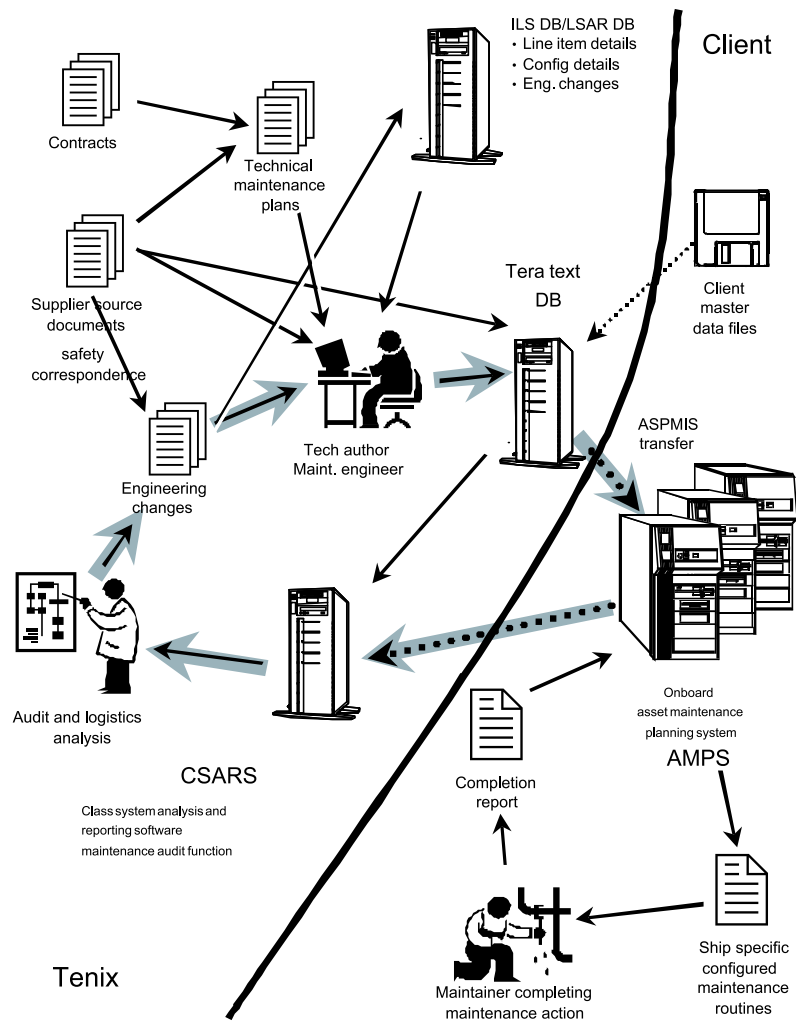 ILS DB/LSAR DB
• Line item details
• Config details
• Eng. changes
Client
Contracts
Technical
maintenance
plans
Supplier source
documents
safety
correspondence
Tera text
DB
Client
master
data files
Tech author
Maint. engineer
ASPMIS
transfer
Engineering
changes
Audit and logistics
analysis
CSARS
Class system analysis and
reporting software
maintenance audit function
Onboard
asset maintenance
planning system
AMPS
Completion
report
Maintainer completing
maintenance action
Ship specific
configured
maintenance
routines
Tenix